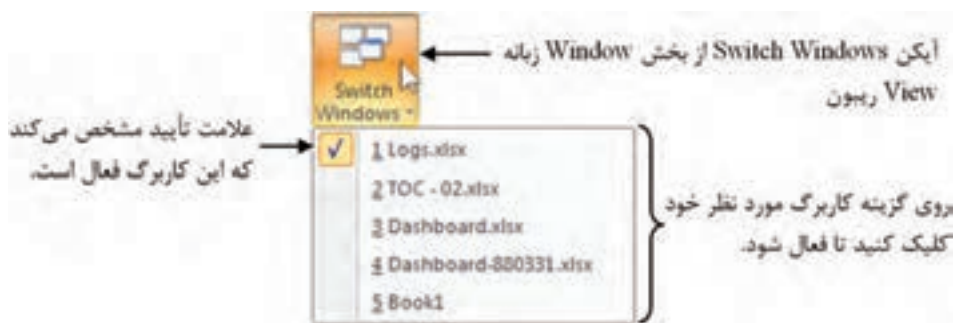 آیکن Switch Windows از بخش Window زبانه
View ریبون
Switch
Windows
علامت تأیید مشخص می‌کند
که این کاربرگ فعال است.
1 Logs.xlsx
2 TOC - 02.xlsx
3 Dashboard.xlsx
4 Dashboard-880331.xlsx
5 Book1
بروی گزینه کاربرگ مورد نظر خود
کلیک کنید تا فعال شود.